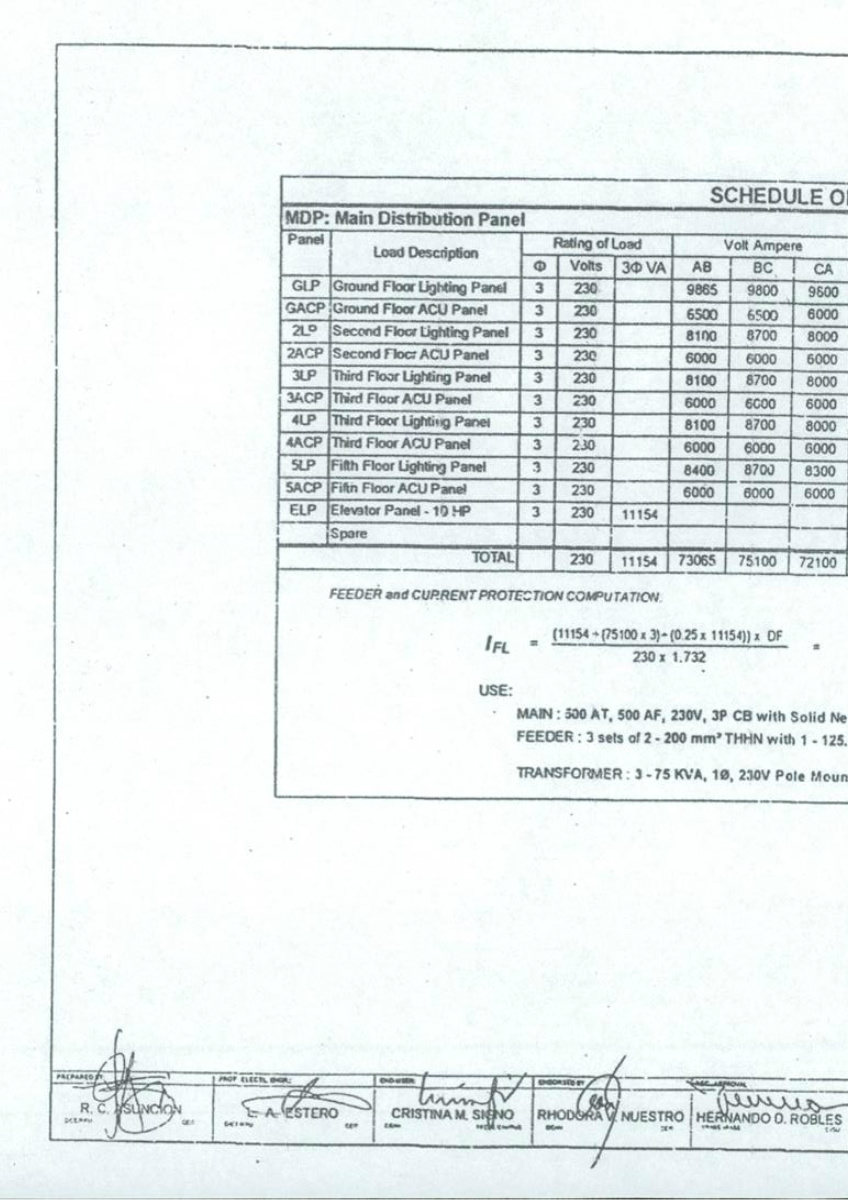 SCHEDULE O
MDP: Main Distribution Panel
Panel Load Description Rating of Load Volt Ampere
Φ Volts 3Φ VA AB BC CA
GLP Ground Floor Lighting Panel 3 230 9865 9800 9800
GACP Ground Floor ACU Panel 3 230 6500 6500 6000
2LP Second Floor Lighting Panel 3 230 8100 8700 8000
2ACP Second Floor ACU Panel 3 230 6000 6000 6000
3LP Third Floor Lighting Panel 3 230 8100 8700 8000
3ACP Third Floor ACU Panel 3 230 6000 6000 6000
4LP Third Floor Lighting Panel 3 230 8100 8700 8000
4ACP Third Floor ACU Panel 3 230 6000 6000 6000
5LP Fifth Floor Lighting Panel 3 230 8400 8700 8300
5ACP Fifth Floor ACU Panel 3 230 6000 6000 6000
ELP Elevator Panel - 10 HP 3 230 11154
Spare
TOTAL 230 11154 73065 75100 72100
FEEDER and CURRENT PROTECTION COMPUTATION.
IFL = (11154 + (75100 x 3)+ (0.25 x 11154)) x DF =
230 x 1.732
USE:
MAIN : 500 AT, 500 AF, 230V, 3P CB with Solid Ne
FEEDER : 3 sets of 2 - 200 mm² THHN with 1 - 125.
TRANSFORMER : 3 - 75 KVA, 1Ø, 230V Pole Moun
PREPARED BY PROF ELECTL ENGR: END-USER: ENDORSED BY APPROVAL
R. C. ASUNCION L. A. ESTERO CRISTINA M. SIGNO RHODORA V. NUESTRO HERNANDO D. ROBLES